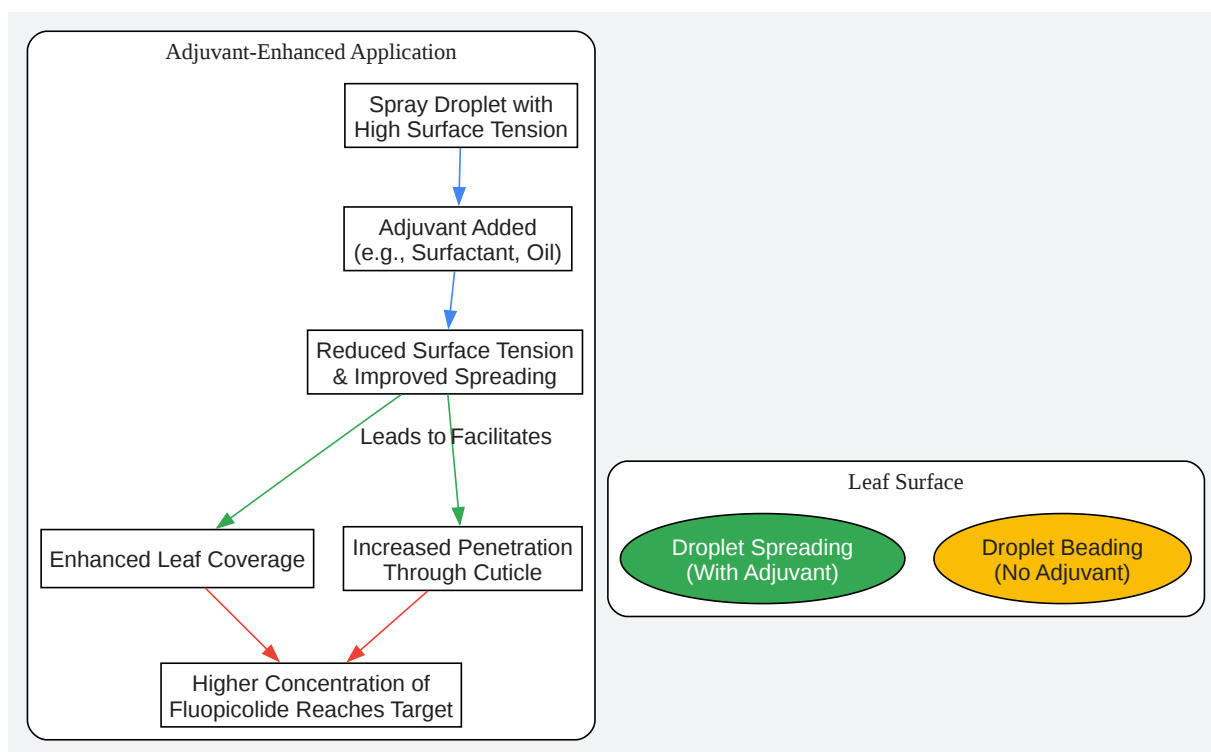 Adjuvant-Enhanced Application
Spray Droplet with
High Surface Tension
Adjuvant Added
(e.g., Surfactant, Oil)
Reduced Surface Tension
& Improved Spreading
Leads to
Facilitates
Enhanced Leaf Coverage
Increased Penetration
Through Cuticle
Higher Concentration of
Fluopicolide Reaches Target
Leaf Surface
Droplet Spreading
(With Adjuvant)
Droplet Beading
(No Adjuvant)